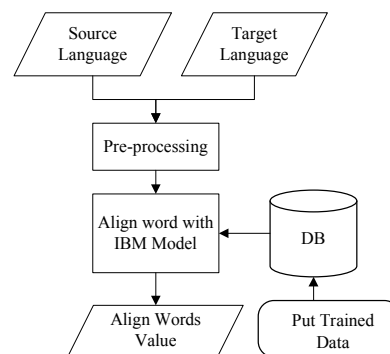 Source
Language
Target
Language
Pre-processing
Align word with
IBM Model
DB
Align Words
Value
Put Trained
Data